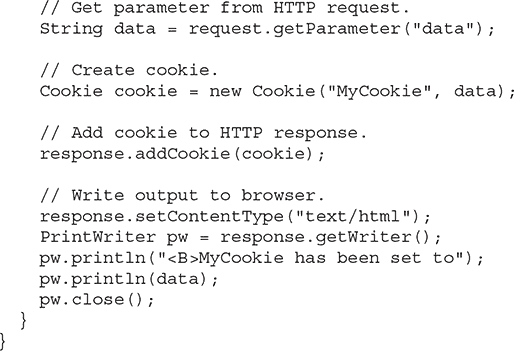 // Get parameter from HTTP request.
String data = request.getParameter("data");
// Create cookie.
Cookie cookie = new Cookie("MyCookie", data);
// Add cookie to HTTP response.
response.addCookie(cookie);
// Write output to browser.
response.setContentType("text/html");
PrintWriter pw = response.getWriter();
pw.println("<B>MyCookie has been set to");
pw.println(data);
pw.close();
}
}